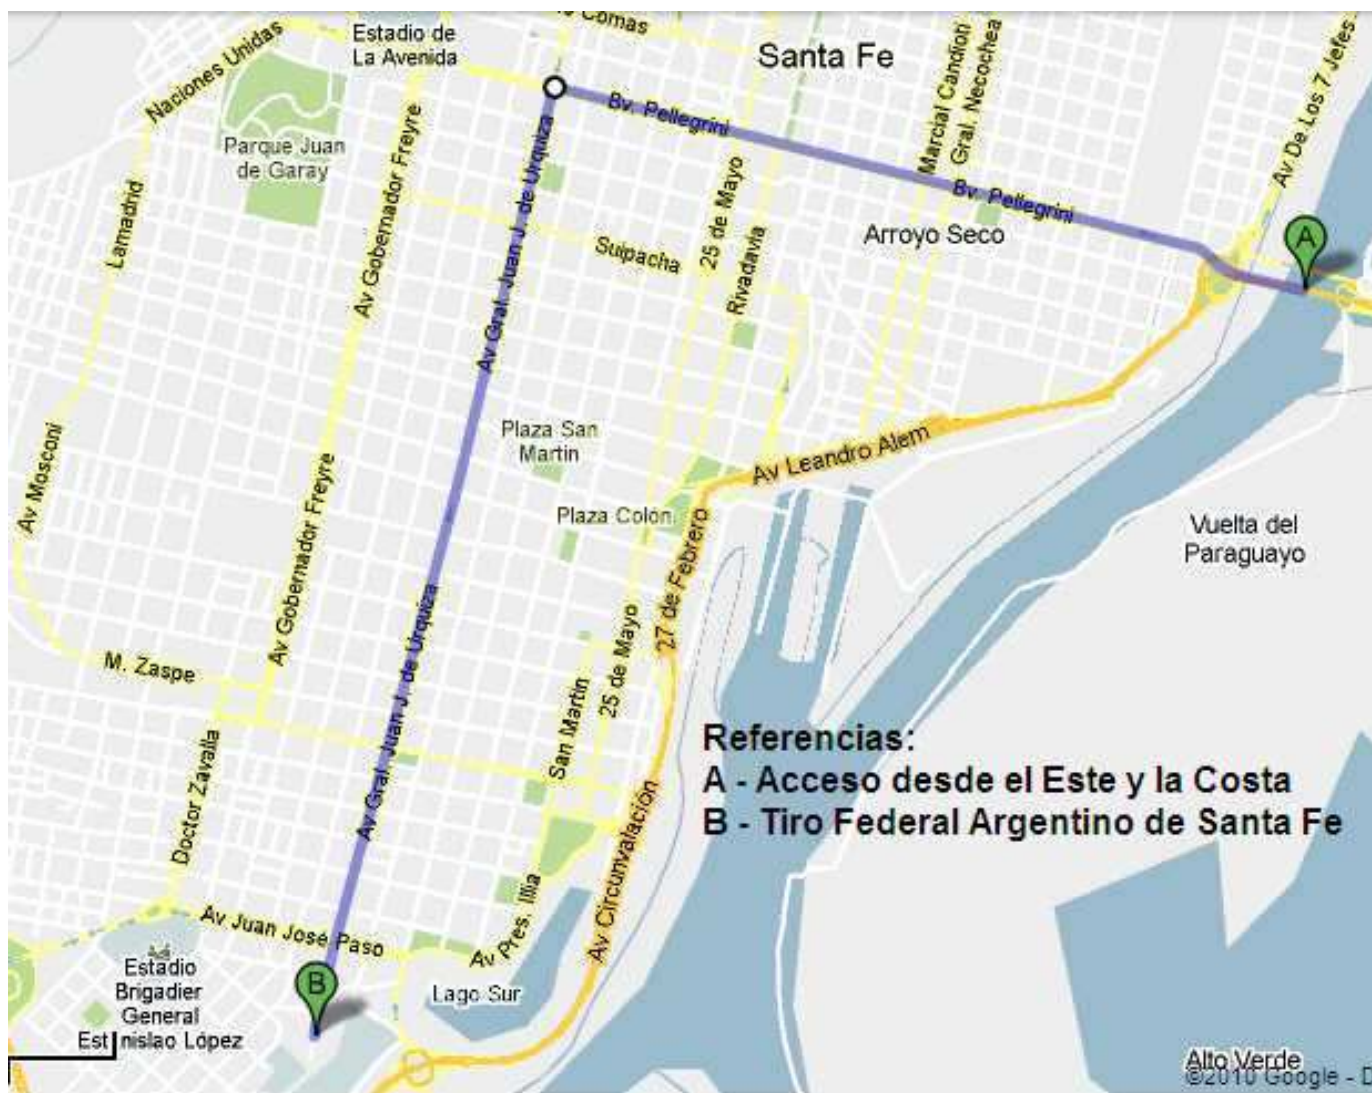 Comas
Estadio de
La Avenida
Santa Fe
Naciones Unidas
Marcial Candioti
Gral. Necochea
Av De Los 7 Jefes
Bv. Pellegrini
Parque Juan
de Garay
Av Gobernador Freyre
Av Gral. Juan J. de Urquiza
Lamadrid
25 de Mayo
Bv. Pellegrini
Suipacha
Rivadavia
Arroyo Seco
A
Plaza San
Martin
Av Mosconi
Av Leandro Alem
Plaza Colón
Vuelta del
Paraguayo
27 de Febrero
Av Gobernador Freyre
Av Gral. Juan J. de Urquiza
M. Zaspe
25 de Mayo
San Martin
Doctor Zavalla
Referencias:
A - Acceso desde el Este y la Costa
B - Tiro Federal Argentino de Santa Fe
Av Circunvalación
Av Juan José Paso
Av Pres. Illia
Estadio
Brigadier
General
Estnislao López
B
Lago Sur
Alto Verde
©2010 Google - D